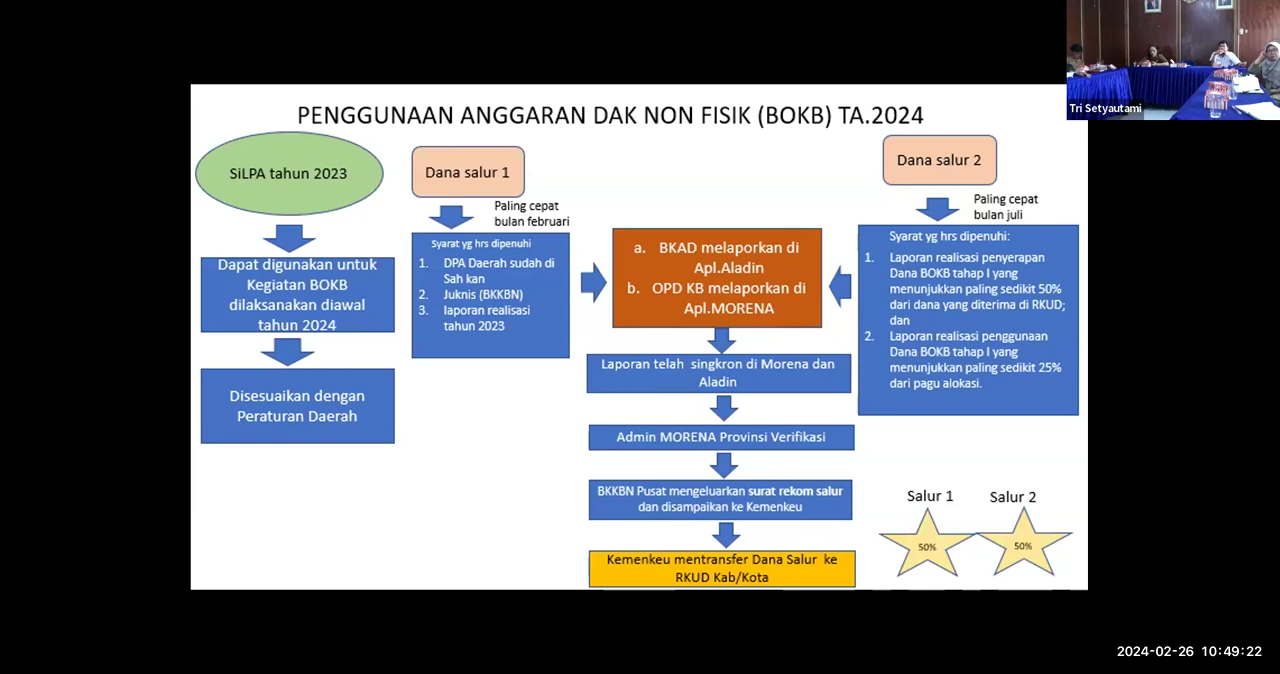 Tri Setyautami
PENGGUNAAN ANGGARAN DAK NON FISIK (BOKB) TA.2024
SiLPA tahun 2023
Dapat digunakan untuk
Kegiatan BOKB
dilaksanakan diawal
tahun 2024
Disesuaikan dengan
Peraturan Daerah
Dana salur 1
Paling cepat
bulan februari
Syarat yg hrs dipenuhi
1. DPA Daerah sudah di
Sah kan
2. Juknis (BKKBN)
3. laporan realisasi
tahun 2023
a. BKAD melaporkan di
Apl.Aladin
b. OPD KB melaporkan di
Apl.MORENA
Laporan telah singkron di Morena dan
Aladin
Admin MORENA Provinsi Verifikasi
BKKBN Pusat mengeluarkan surat rekom salur
dan disampaikan ke Kemenkeu
Kemenkeu mentransfer Dana Salur ke
RKUD Kab/Kota
Dana salur 2
Paling cepat
bulan juli
Syarat yg hrs dipenuhi:
1. Laporan realisasi penyerapan
Dana BOKB tahap I yang
menunjukkan paling sedikit 50%
dari dana yang diterima di RKUD;
dan
2. Laporan realisasi penggunaan
Dana BOKB tahap I yang
menunjukkan paling sedikit 25%
dari pagu alokasi.
Salur 1
Salur 2
50%
50%
2024-02-26 10:49:22